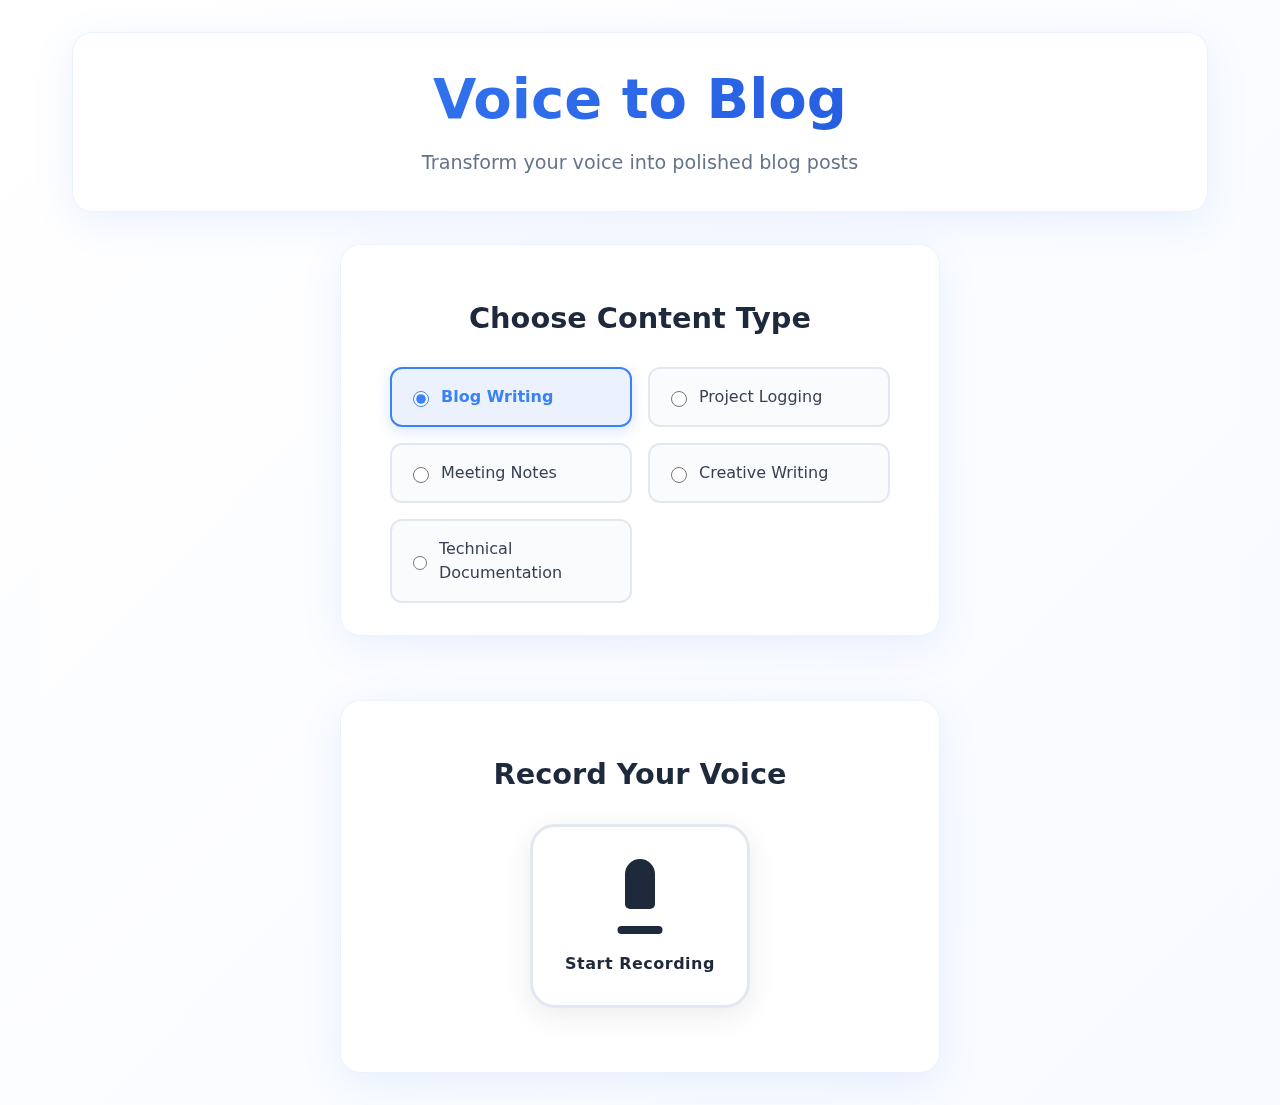 Voice to Blog
Transform your voice into polished blog posts
Choose Content Type
Blog Writing
Project Logging
Meeting Notes
Creative Writing
Technical
Documentation
Record Your Voice
Start Recording